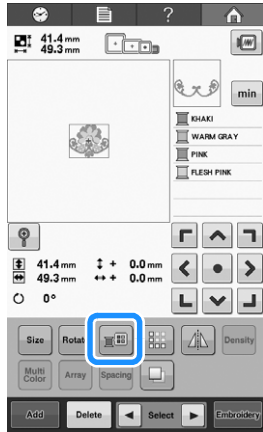 ?
41.4 mm
49.3 mm
min
KHAKI
WARM GRAY
PINK
FLESH PINK
41.4 mm + 0.0 mm
49.3 mm + 0.0 mm
0°
Size Rotat Density
Multi Color Array Spacing
Add Delete Select Embroidery